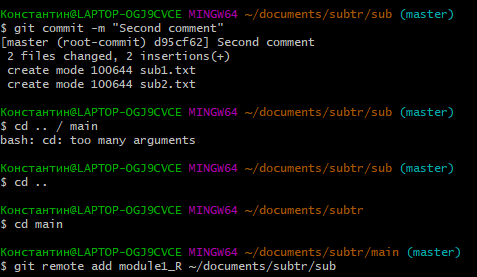 Константин@LAPTOP-OGJ9CVCE MINGW64 ~/documents/subtr/sub (master)
$ git commit -m "Second comment"
[master (root-commit) d95cf62] Second comment
 2 files changed, 2 insertions(+)
 create mode 100644 sub1.txt
 create mode 100644 sub2.txt
Константин@LAPTOP-OGJ9CVCE MINGW64 ~/documents/subtr/sub (master)
$ cd .. / main
bash: cd: too many arguments
Константин@LAPTOP-OGJ9CVCE MINGW64 ~/documents/subtr/sub (master)
$ cd ..
Константин@LAPTOP-OGJ9CVCE MINGW64 ~/documents/subtr
$ cd main
Константин@LAPTOP-OGJ9CVCE MINGW64 ~/documents/subtr/main (master)
$ git remote add module1_R ~/documents/subtr/sub